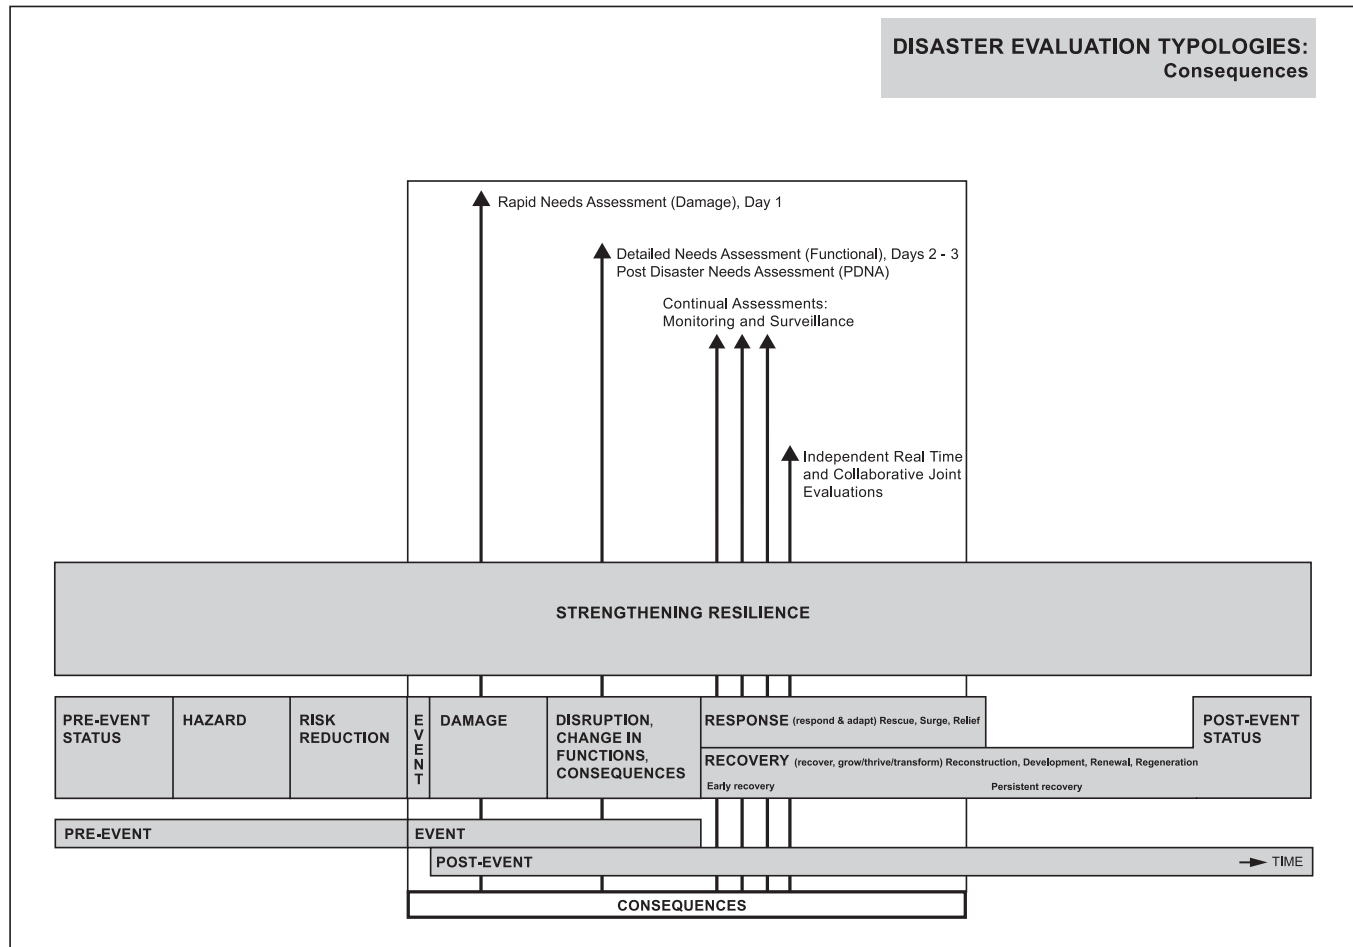 DISASTER EVALUATION TYPOLOGIES:
Consequences
Rapid Needs Assessment (Damage), Day 1
Detailed Needs Assessment (Functional), Days 2 - 3
Post Disaster Needs Assessment (PDNA)
Continual Assessments:
Monitoring and Surveillance
Independent Real Time
and Collaborative Joint
Evaluations
STRENGTHENING RESILIENCE
PRE-EVENT
STATUS
HAZARD
RISK
REDUCTION
EVENT
DAMAGE
DISRUPTION,
CHANGE IN
FUNCTIONS,
CONSEQUENCES
RESPONSE (respond & adapt) Rescue, Surge, Relief
RECOVERY (recover, grow/thrive/transform) Reconstruction, Development, Renewal, Regeneration
Early recovery
Persistent recovery
POST-EVENT
STATUS
PRE-EVENT
EVENT
POST-EVENT
TIME
CONSEQUENCES